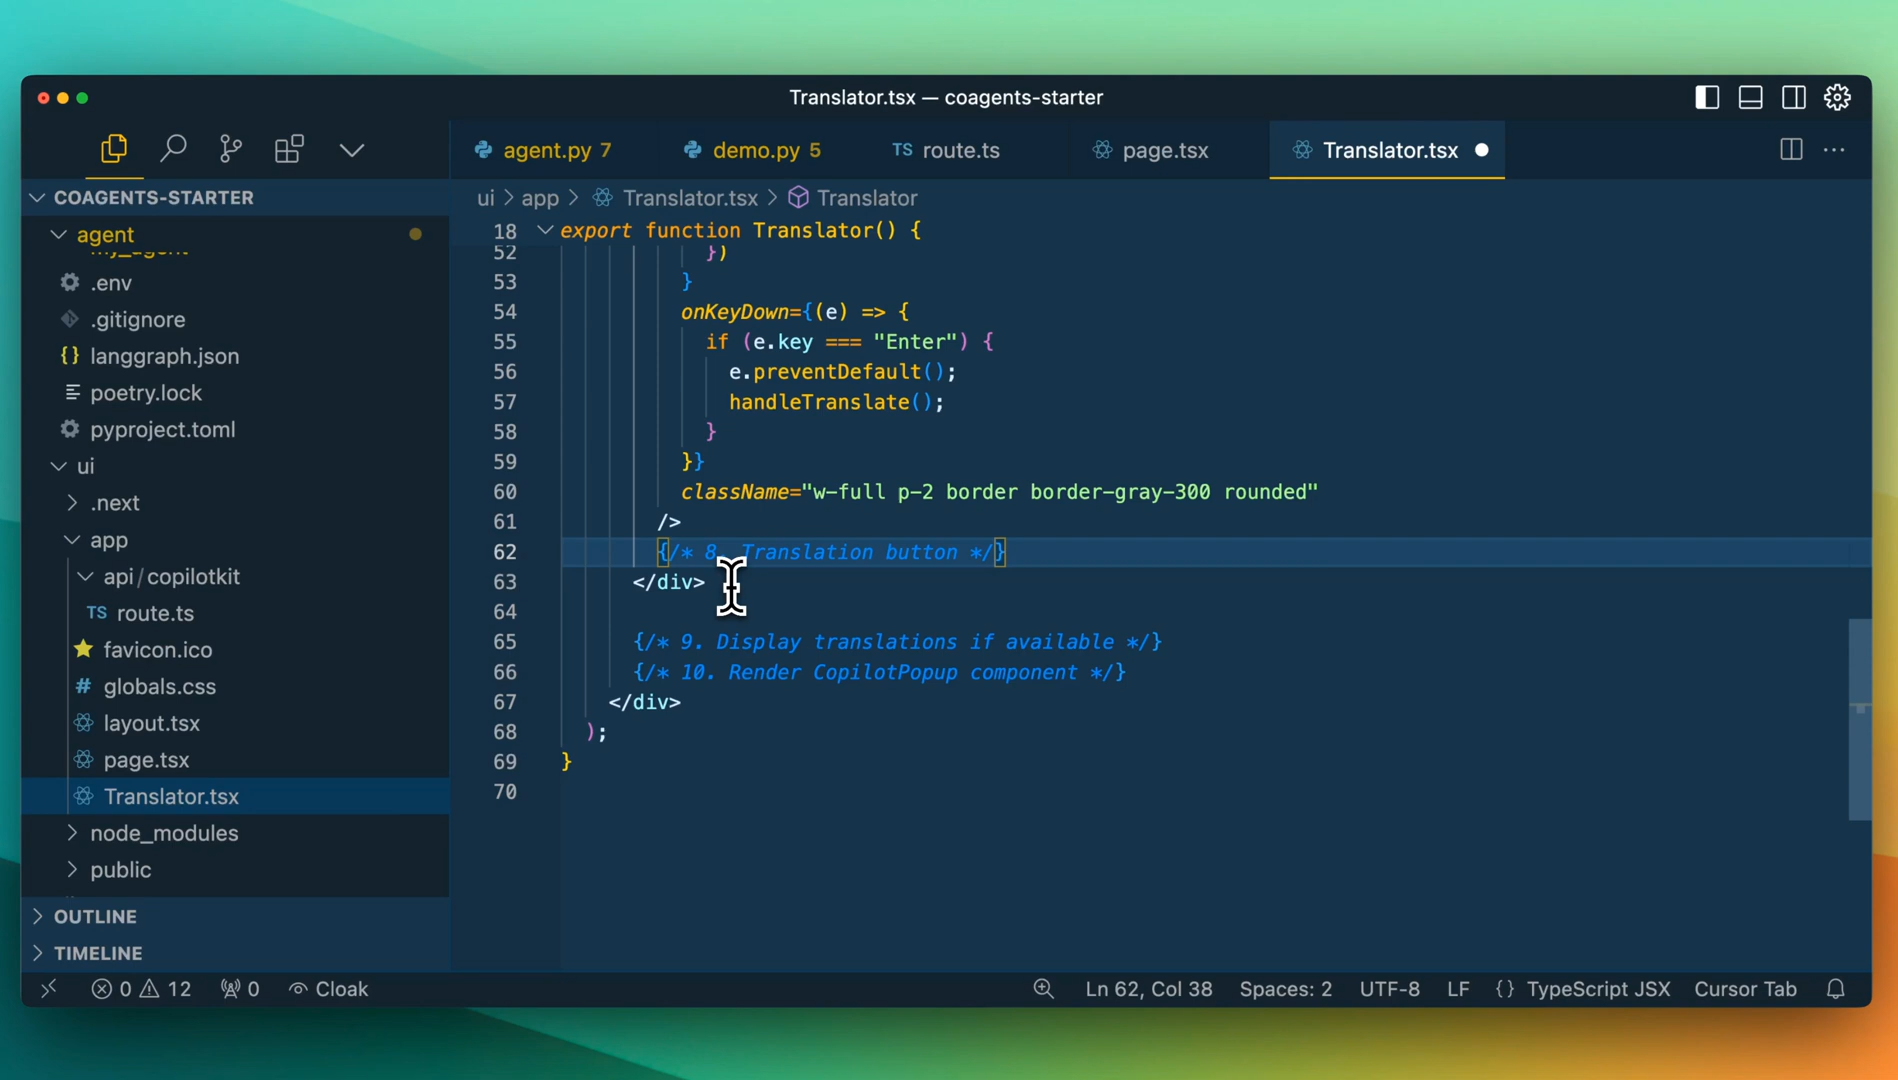 Translator.tsx — coagents-starter
agent.py 7
demo.py 5
TS route.ts
page.tsx
Translator.tsx
COAGENTS-STARTER
agent
my_agent
.env
.gitignore
{} langgraph.json
poetry.lock
pyproject.toml
ui
.next
app
api/copilotkit
TS route.ts
favicon.ico
# globals.css
layout.tsx
page.tsx
Translator.tsx
node_modules
public
OUTLINE
TIMELINE
ui > app > Translator.tsx > Translator
18 export function Translator() {
52 })
53 }
54 onKeyDown={(e) => {
55 if (e.key === "Enter") {
56 e.preventDefault();
57 handleTranslate();
58 }
59 }}
60 className="w-full p-2 border border-gray-300 rounded"
61 />
62 {/* 8. Translation button */}
63 </div>
64
65 {/* 9. Display translations if available */}
66 {/* 10. Render CopilotPopup component */}
67 </div>
68 );
69 }
70
0 12 0 Cloak Ln 62, Col 38 Spaces: 2 UTF-8 LF {} TypeScript JSX Cursor Tab